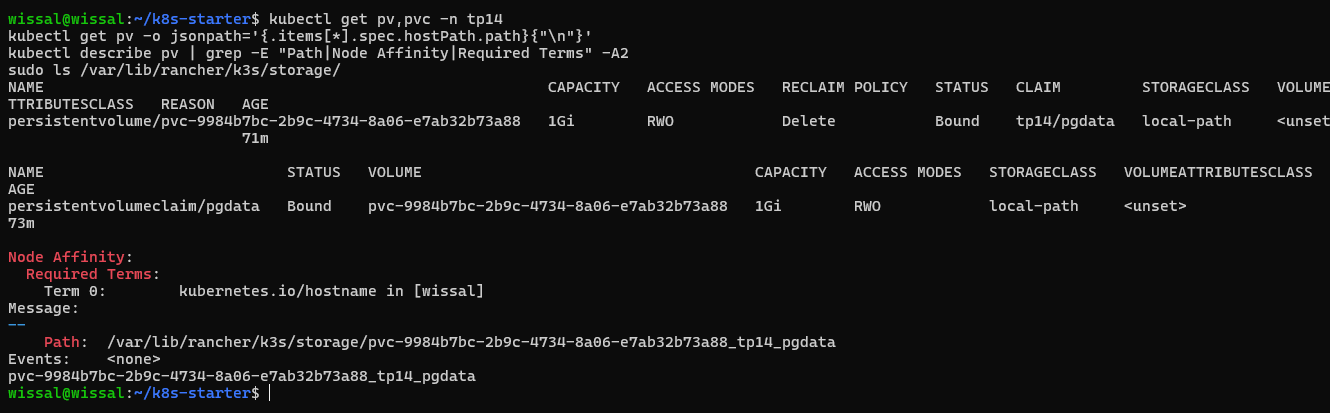 wissal@wissal:~/k8s-starter$ kubectl get pv,pvc -n tp14
kubectl get pv -o jsonpath='{.items[*].spec.hostPath.path}{"\n"}'
kubectl describe pv | grep -E "Path|Node Affinity|Required Terms" -A2
sudo ls /var/lib/rancher/k3s/storage/
NAME                                                        CAPACITY   ACCESS MODES   RECLAIM POLICY   STATUS   CLAIM         STORAGECLASS   VOLUME
TTRIBUTESCLASS   REASON   AGE
persistentvolume/pvc-9984b7bc-2b9c-4734-8a06-e7ab32b73a88   1Gi        RWO            Delete           Bound    tp14/pgdata   local-path     <unset
                          71m
NAME                           STATUS   VOLUME                                     CAPACITY   ACCESS MODES   STORAGECLASS   VOLUMEATTRIBUTESCLASS
AGE
persistentvolumeclaim/pgdata   Bound    pvc-9984b7bc-2b9c-4734-8a06-e7ab32b73a88   1Gi        RWO            local-path     <unset>
73m
Node Affinity:
  Required Terms:
    Term 0:        kubernetes.io/hostname in [wissal]
Message:
--
    Path:  /var/lib/rancher/k3s/storage/pvc-9984b7bc-2b9c-4734-8a06-e7ab32b73a88_tp14_pgdata
Events:    <none>
pvc-9984b7bc-2b9c-4734-8a06-e7ab32b73a88_tp14_pgdata
wissal@wissal:~/k8s-starter$